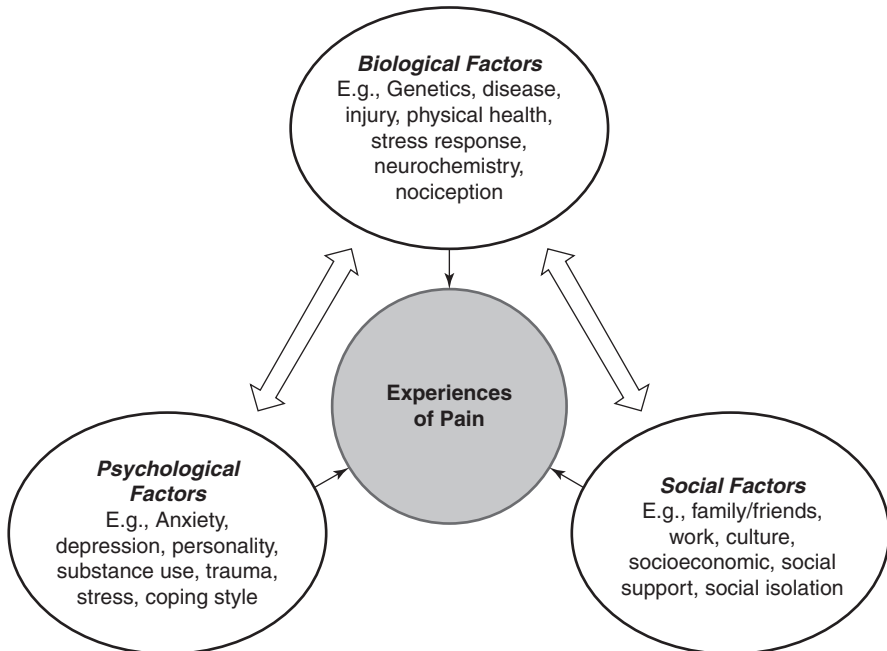 Biological Factors
E.g., Genetics, disease,
injury, physical health,
stress response,
neurochemistry,
nociception
Experiences
of Pain
Psychological
Factors
E.g., Anxiety,
depression, personality,
substance use, trauma,
stress, coping style
Social Factors
E.g., family/friends,
work, culture,
socioeconomic, social
support, social isolation